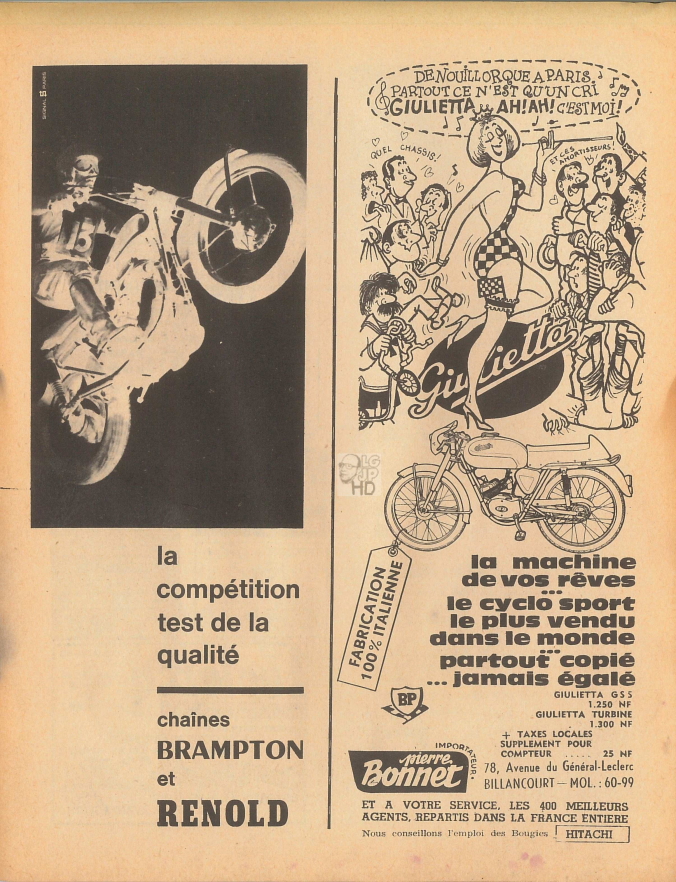 SIGNAL PARIS
5
la
compétition
test de la
qualité
chaînes
BRAMPTON
et
RENOLD
DE NOUILLORQUE A PARIS
PARTOUT CE N'EST QU'UN CRI
GIULIETTA AH! AH! C'EST MOI!
QUEL CHASSIS!
ET CES
AMORTISSEURS!
Giulietta
FABRICATION
100% ITALIENNE
la machine
de vos rêves
...
le cyclo sport
le plus vendu
dans le monde
...
partout copié
... jamais égalé
GIULIETTA GSS
1.250 NF
GIULIETTA TURBINE
1.300 NF
+ TAXES LOCALES
SUPPLEMENT POUR
COMPTEUR ..... 25 NF
BP
IMPORTATEUR.
pierre
Bonnet
78, Avenue du Général-Leclerc
BILLANCOURT — MOL. : 60-99
ET A VOTRE SERVICE, LES 400 MEILLEURS
AGENTS, REPARTIS DANS LA FRANCE ENTIERE
Nous conseillons l'emploi des Bougies HITACHI
HD